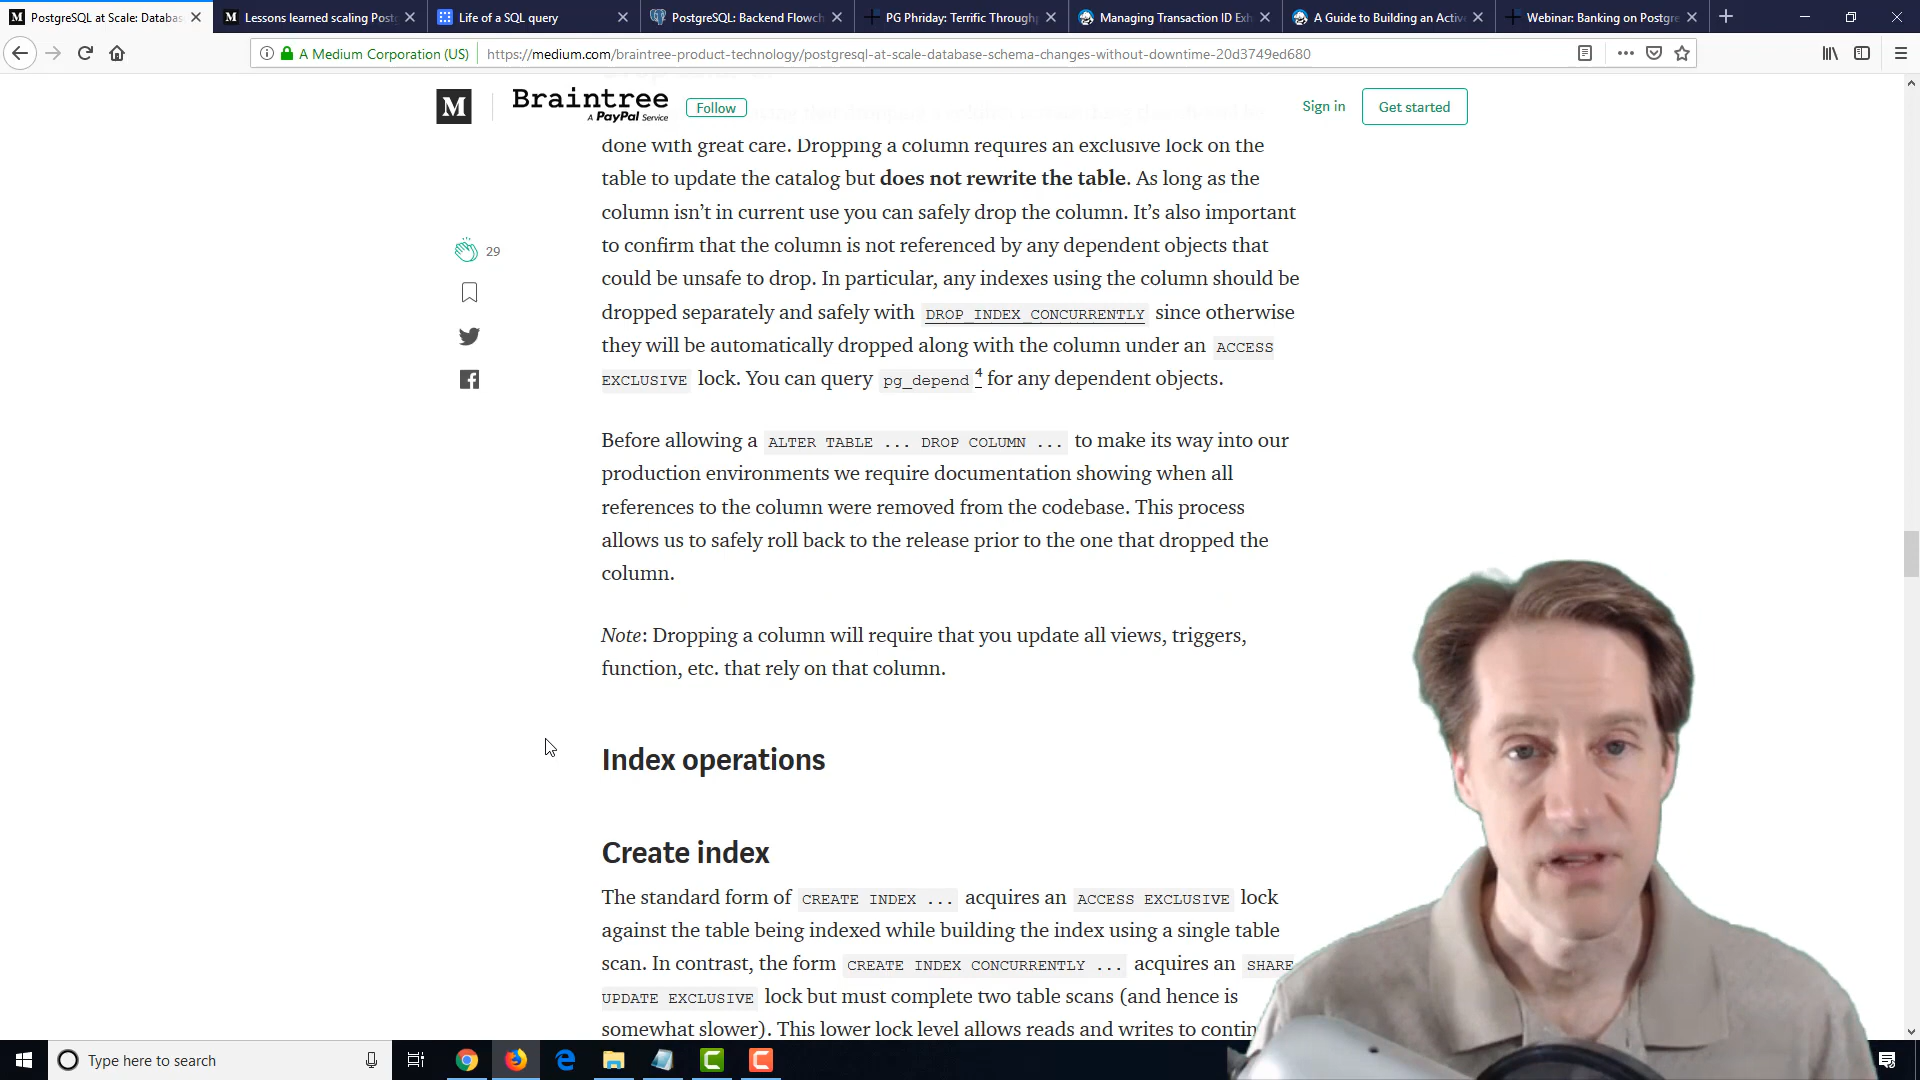 PostgreSQL at Scale: Databas
Lessons learned scaling Postg
Life of a SQL query
PostgreSQL: Backend Flowch
PG Phriday: Terrific Through
Managing Transaction ID Exh
A Guide to Building an Active
Webinar: Banking on Postgre
A Medium Corporation (US)
https://medium.com/braintree-product-technology/postgresql-at-scale-database-schema-changes-without-downtime-20d3749ed680
M
Braintree
A PayPal Service
Follow
Sign in
Get started
done with great care. Dropping a column requires an exclusive lock on the
table to update the catalog but does not rewrite the table. As long as the
column isn’t in current use you can safely drop the column. It’s also important
to confirm that the column is not referenced by any dependent objects that
could be unsafe to drop. In particular, any indexes using the column should be
dropped separately and safely with DROP INDEX CONCURRENTLY since otherwise
they will be automatically dropped along with the column under an ACCESS
EXCLUSIVE lock. You can query pg_depend 4 for any dependent objects.
29
Before allowing a ALTER TABLE ... DROP COLUMN ... to make its way into our
production environments we require documentation showing when all
references to the column were removed from the codebase. This process
allows us to safely roll back to the release prior to the one that dropped the
column.
Note: Dropping a column will require that you update all views, triggers,
function, etc. that rely on that column.
Index operations
Create index
The standard form of CREATE INDEX ... acquires an ACCESS EXCLUSIVE lock
against the table being indexed while building the index using a single table
scan. In contrast, the form CREATE INDEX CONCURRENTLY ... acquires an SHARE
UPDATE EXCLUSIVE lock but must complete two table scans (and hence is
somewhat slower). This lower lock level allows reads and writes to contin
Type here to search